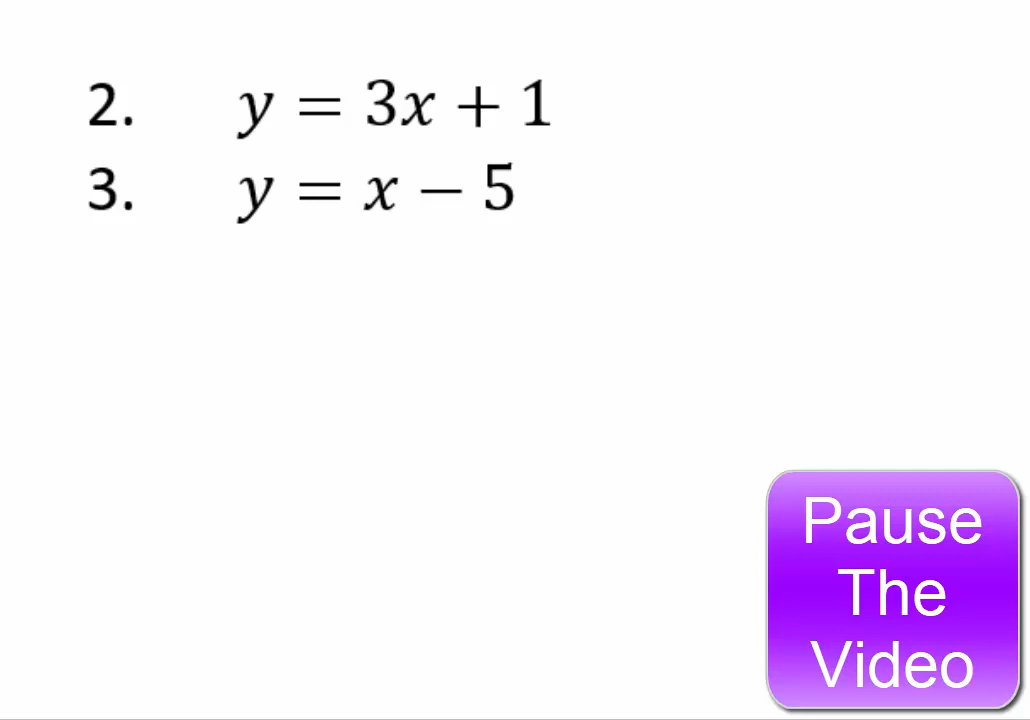 2. y = 3x + 1
3. y = x − 5
Pause
The
Video